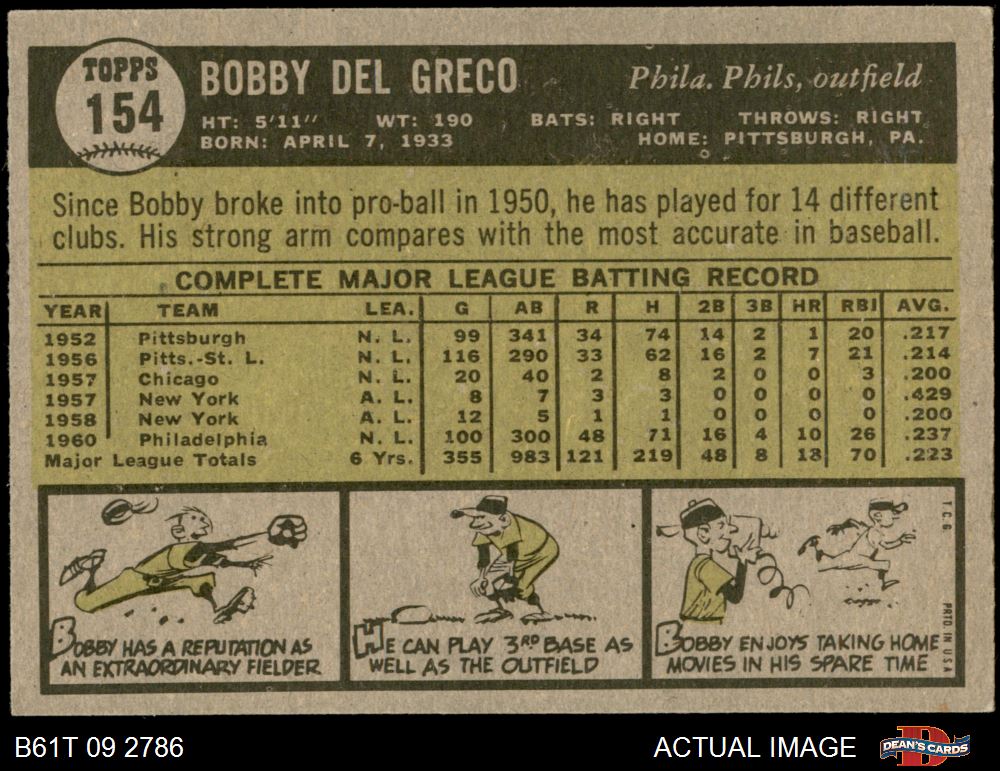 TOPPS
154
BOBBY DEL GRECO
Phila. Phils, outfield
HT: 5'11" WT: 190 BATS: RIGHT THROWS: RIGHT
BORN: APRIL 7, 1933 HOME: PITTSBURGH, PA.
Since Bobby broke into pro-ball in 1950, he has played for 14 different
clubs. His strong arm compares with the most accurate in baseball.
COMPLETE MAJOR LEAGUE BATTING RECORD
YEAR TEAM LEA. G AB R H 2B 3B HR RBI AVG.
1952 Pittsburgh N. L. 99 341 34 74 14 2 1 20 .217
1956 Pitts.-St. L. N. L. 116 290 33 62 16 2 7 21 .214
1957 Chicago N. L. 20 40 2 8 2 0 0 3 .200
1957 New York A. L. 8 7 3 3 0 0 0 0 .429
1958 New York A. L. 12 5 1 1 0 0 0 0 .200
1960 Philadelphia N. L. 100 300 48 71 16 4 10 26 .237
Major League Totals 6 Yrs. 355 983 121 219 48 8 18 70 .223
BOBBY HAS A REPUTATION AS
AN EXTRAORDINARY FIELDER
HE CAN PLAY 3RD BASE AS
WELL AS THE OUTFIELD
BOBBY ENJOYS TAKING HOME
MOVIES IN HIS SPARE TIME
T.C.G.
PRTD. IN USA
B61T 09 2786
ACTUAL IMAGE
DEAN'S CARDS